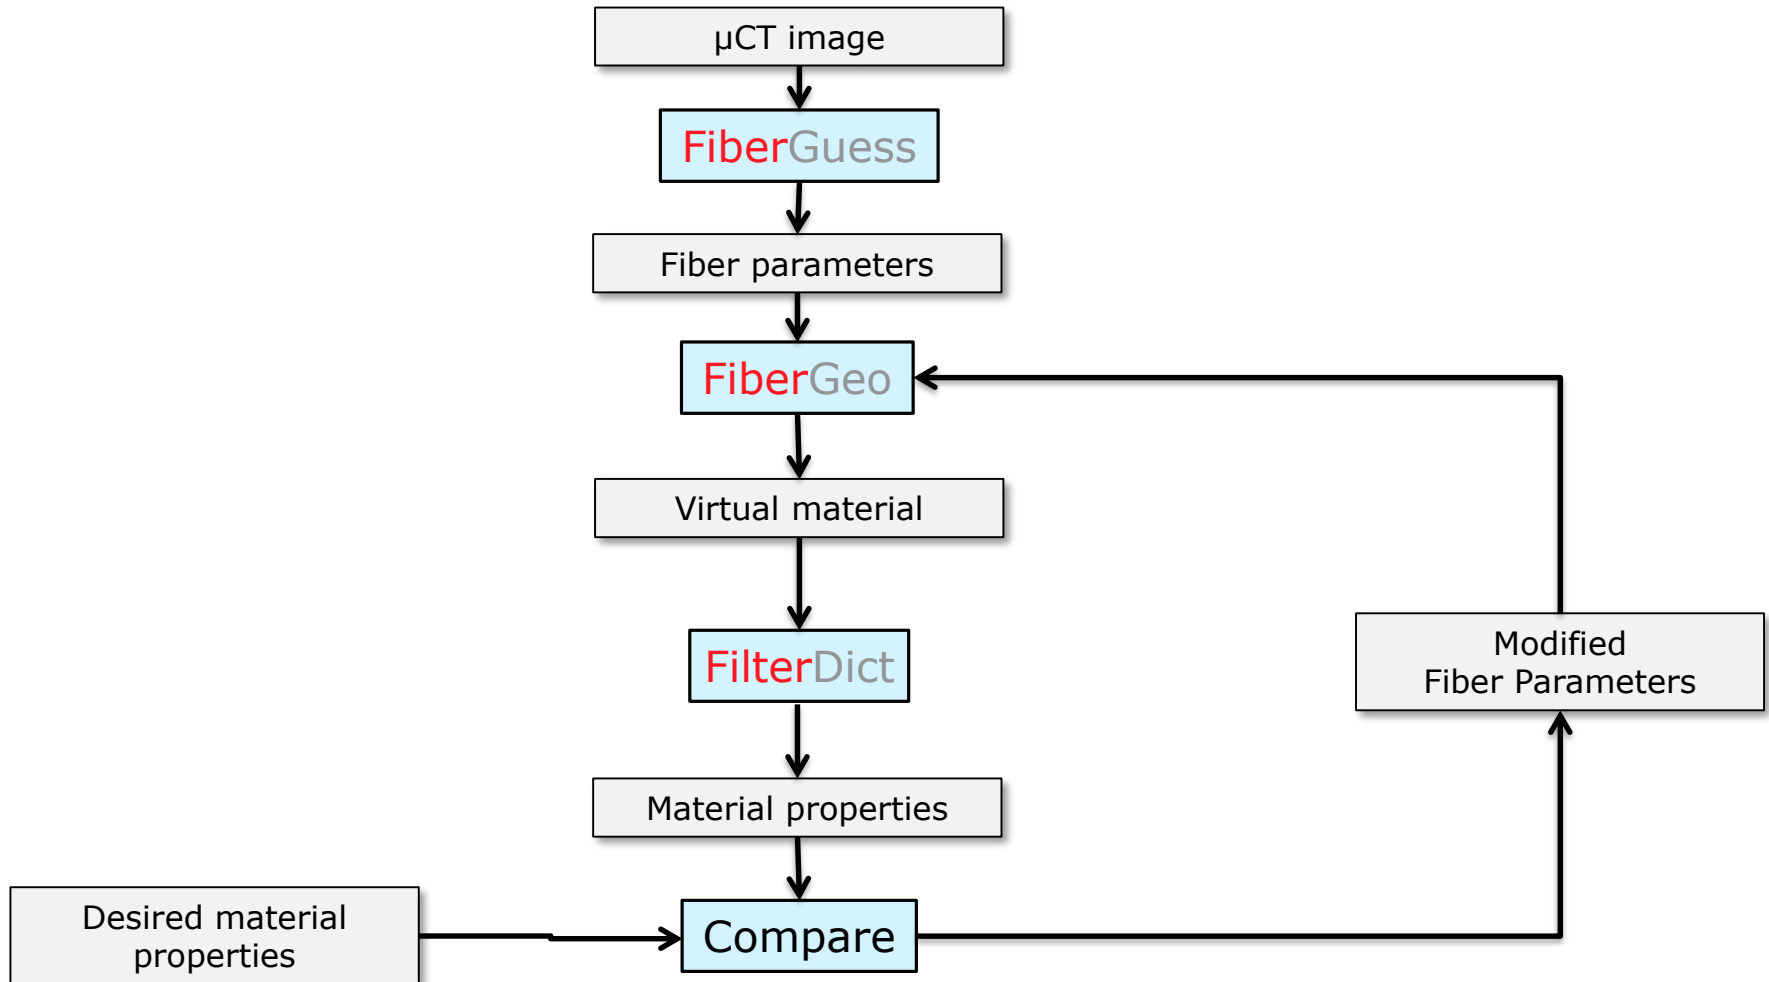 µCT image
FiberGuess
Fiber parameters
FiberGeo
Virtual material
FilterDict
Modified
Fiber Parameters
Material properties
Desired material
properties
Compare